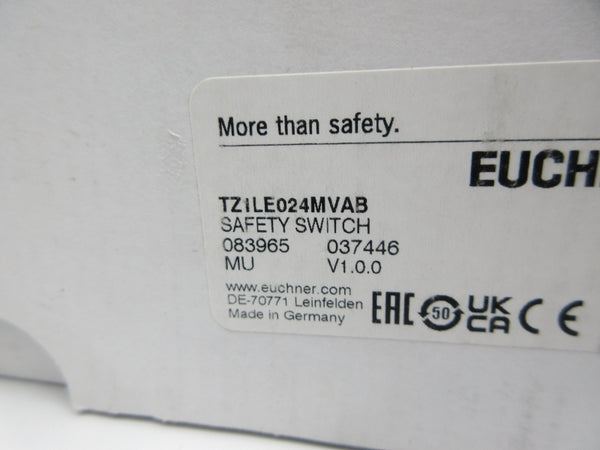 More than safety.
EUCH
TZ1LE024MVAB
SAFETY SWITCH
083965 037446
MU V1.0.0
www.euchner.com
DE-70771 Leinfelden
Made in Germany
EAC 50 UK CA CE